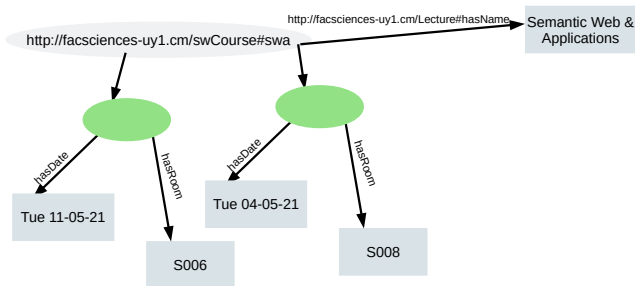 http://facsciences-uy1.cm/Lecture#hasName
Semantic Web &
Applications
http://facsciences-uy1.cm/swCourse#swa
hasDate
hasRoom
hasDate
hasRoom
Tue 11-05-21
Tue 04-05-21
S006
S008